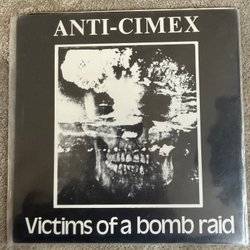 ANTI-CIMEX
Victims of a bomb raid